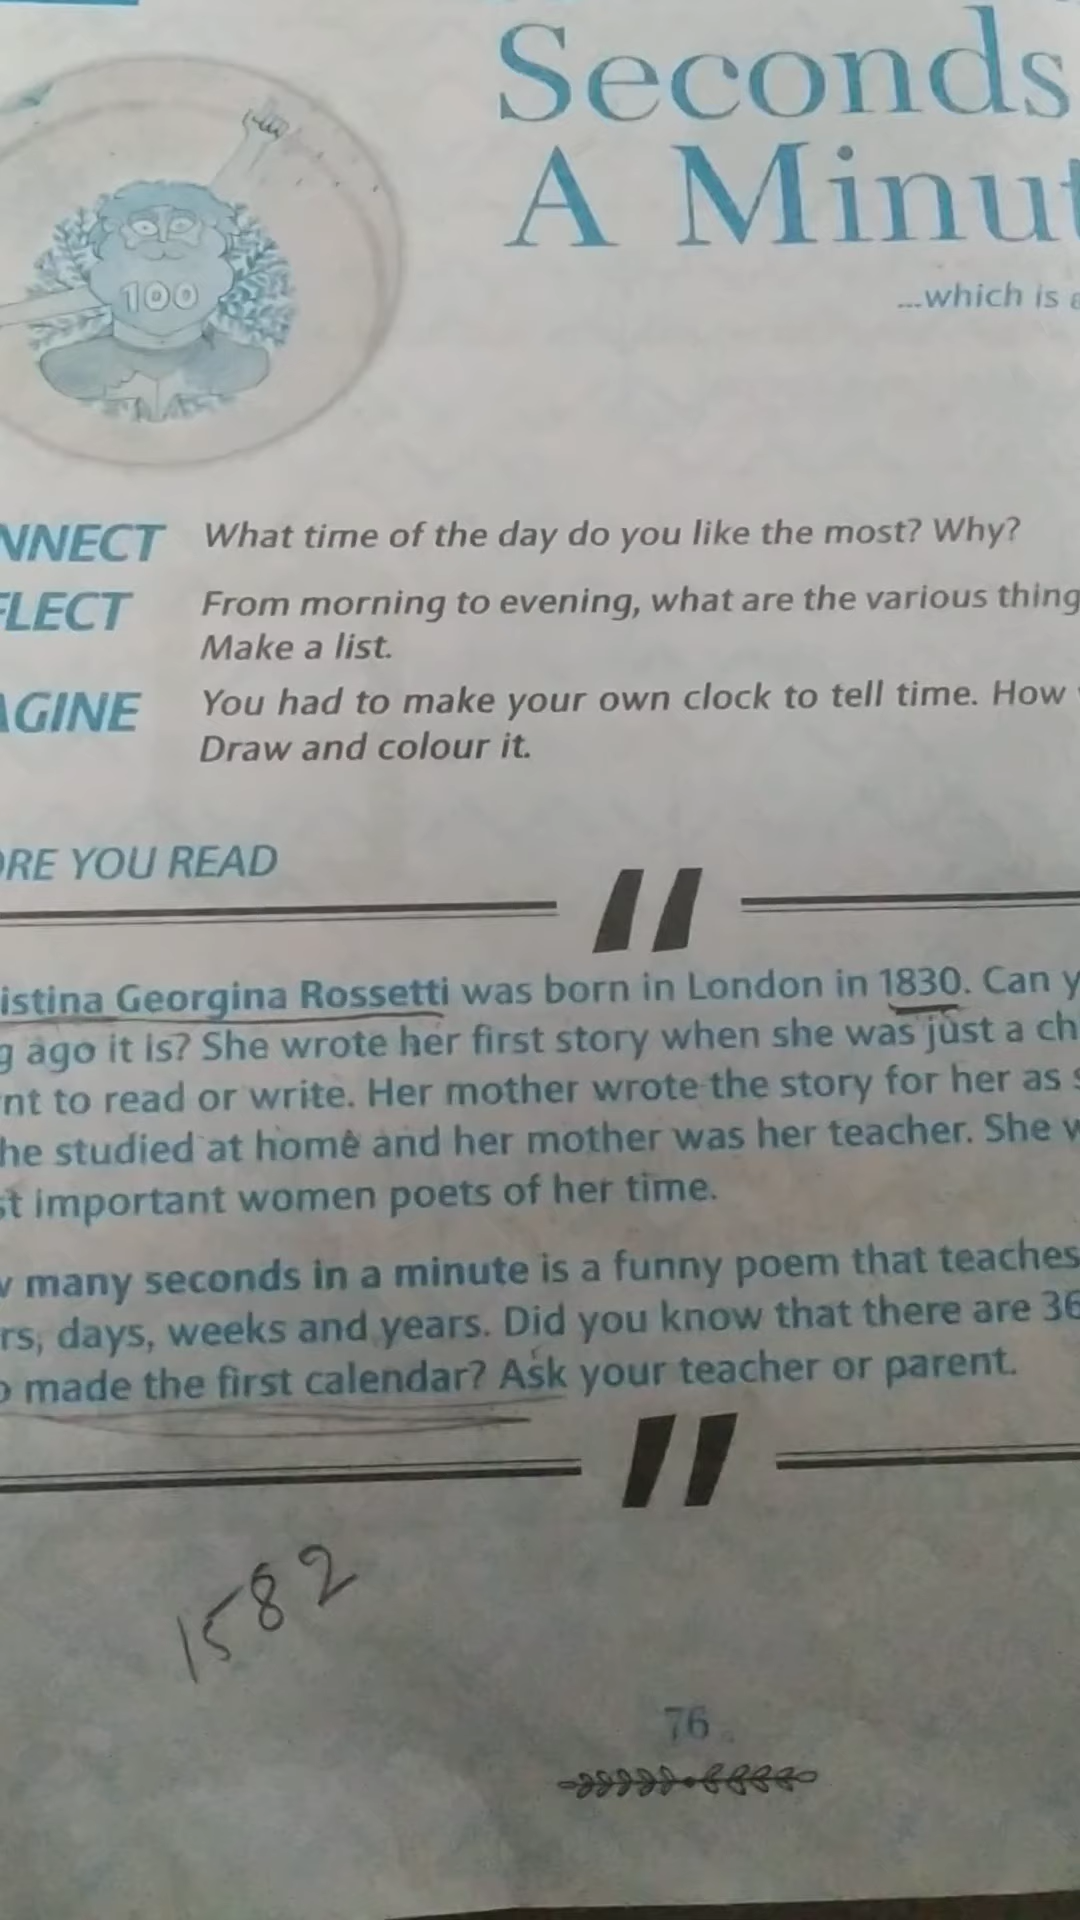 Seconds
A Minut
...which is a
100
NNECT What time of the day do you like the most? Why?
FLECT From morning to evening, what are the various thing
Make a list.
AGINE You had to make your own clock to tell time. How
Draw and colour it.
ORE YOU READ
istina Georgina Rossetti was born in London in 1830. Can y
g ago it is? She wrote her first story when she was just a ch
rnt to read or write. Her mother wrote the story for her as s
he studied at home and her mother was her teacher. She w
st important women poets of her time.
w many seconds in a minute is a funny poem that teaches
rs, days, weeks and years. Did you know that there are 36
o made the first calendar? Ask your teacher or parent.
1582
76